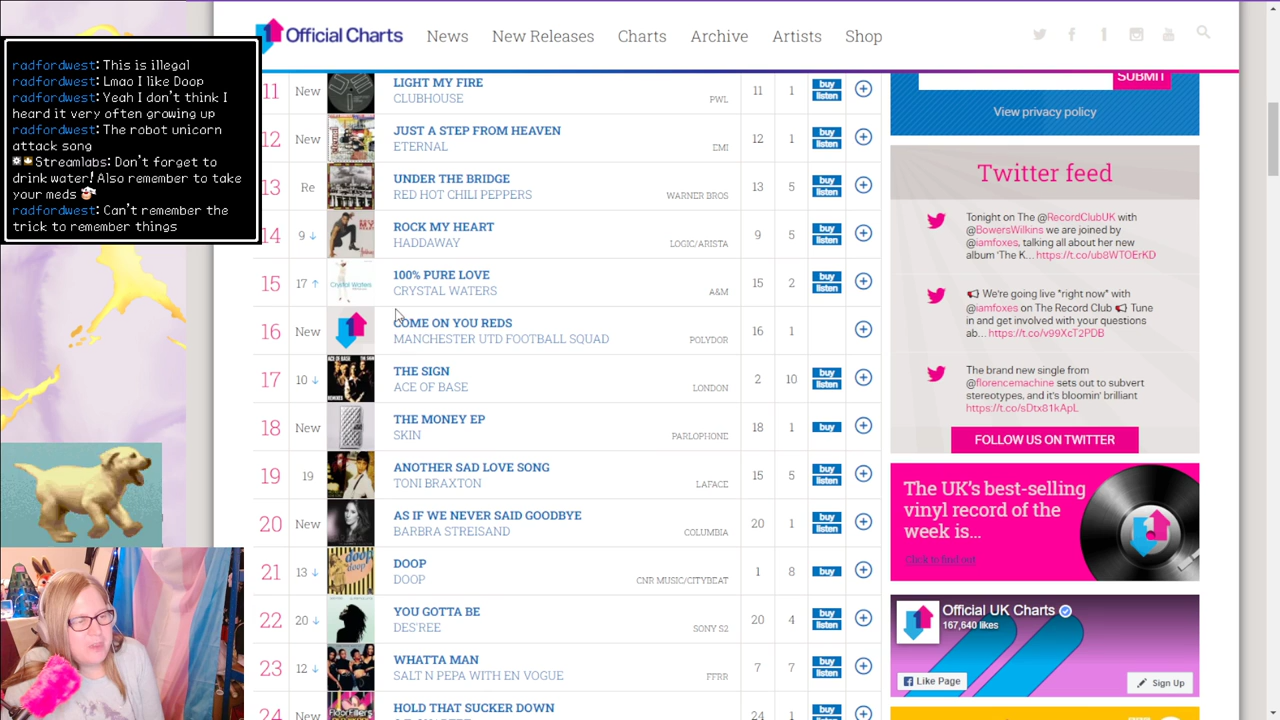 radfordwest: This is illegal
radfordwest: Lmao I like Doop
radfordwest: Yeah I don't think I
heard it very often growing up
radfordwest: The robot unicorn
attack song
Streamlabs: Don't forget to
drink water! Also remember to take
your meds
radfordwest: Can't remember the
trick to remember things
Official Charts
News
New Releases
Charts
Archive
Artists
Shop
11 New LIGHT MY FIRE 11 1 buy
CLUBHOUSE PWL listen
12 New JUST A STEP FROM HEAVEN 12 1 buy
ETERNAL EMI listen
13 Re UNDER THE BRIDGE 13 5 buy
RED HOT CHILI PEPPERS WARNER BROS listen
14 9 ↓ ROCK MY HEART 9 5 buy
HADDAWAY LOGIC/ARISTA listen
15 17 ↑ Crystal Waters 100% PURE LOVE 15 2 buy
CRYSTAL WATERS A&M listen
16 New COME ON YOU REDS 16 1
MANCHESTER UTD FOOTBALL SQUAD POLYDOR
17 10 ↓ ACE OF BASE THE SIGN 2 10 buy
ACE OF BASE LONDON listen
18 New THE MONEY EP 18 1 buy
SKIN PARLOPHONE
19 19 ANOTHER SAD LOVE SONG 15 5 buy
TONI BRAXTON LAFACE listen
20 New AS IF WE NEVER SAID GOODBYE 20 1 buy
BARBRA STREISAND COLUMBIA listen
21 13 ↓ doop doop DOOP 1 8 buy
DOOP CNR MUSIC/CITYBEAT
22 20 ↓ YOU GOTTA BE 20 4 buy
DES'REE SONY S2 listen
23 12 ↓ WHATTA MAN 7 7 buy
SALT N PEPA WITH EN VOGUE FFRR listen
24 New HOLD THAT SUCKER DOWN 24 1 buy
SUBMIT
View privacy policy
Twitter feed
Tonight on The @RecordClubUK with
@BowersWilkins we are joined by
@iamfoxes, talking all about her new
album 'The K... https://t.co/ub8WTOErKD
We're going live "right now" with
@iamfoxes on The Record Club Tune
in and get involved with your questions
ab... https://t.co/v99XcT2PDB
The brand new single from
@florencemachine sets out to subvert
stereotypes, and it's bloomin' brilliant
https://t.co/sDtx81kApL
FOLLOW US ON TWITTER
The UK's best-selling
vinyl record of the
week is...
Click to find out
Official UK Charts
167,640 likes
Like Page
Sign Up